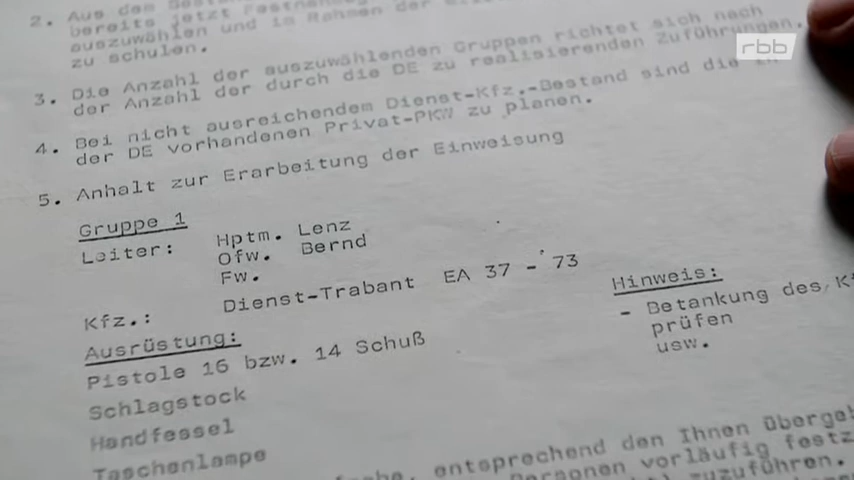 2. Aus dem
bereits jetzt
auszuwählen und im Rahmen der
zu schulen.
rbb
3. Die Anzahl der auszuwählenden Gruppen richtet sich nach
der Anzahl der durch die DE zu realisierenden Zuführungen.
4. Bei nicht ausreichendem Dienst-Kfz.-Bestand sind die in
der DE vorhandenen Privat-PKW zu planen.
5. Anhalt zur Erarbeitung der Einweisung
Gruppe 1
Leiter: Hptm. Lenz
Ofw. Bernd
Fw.
Kfz.: Dienst-Trabant EA 37 - 73
Ausrüstung:
Pistole 16 bzw. 14 Schuß
Schlagstock
Handfessel
Taschenlampe
Hinweis:
- Betankung des
prüfen
usw.
entsprechend den Ihnen
Personen vorläufig
zuzuführen.